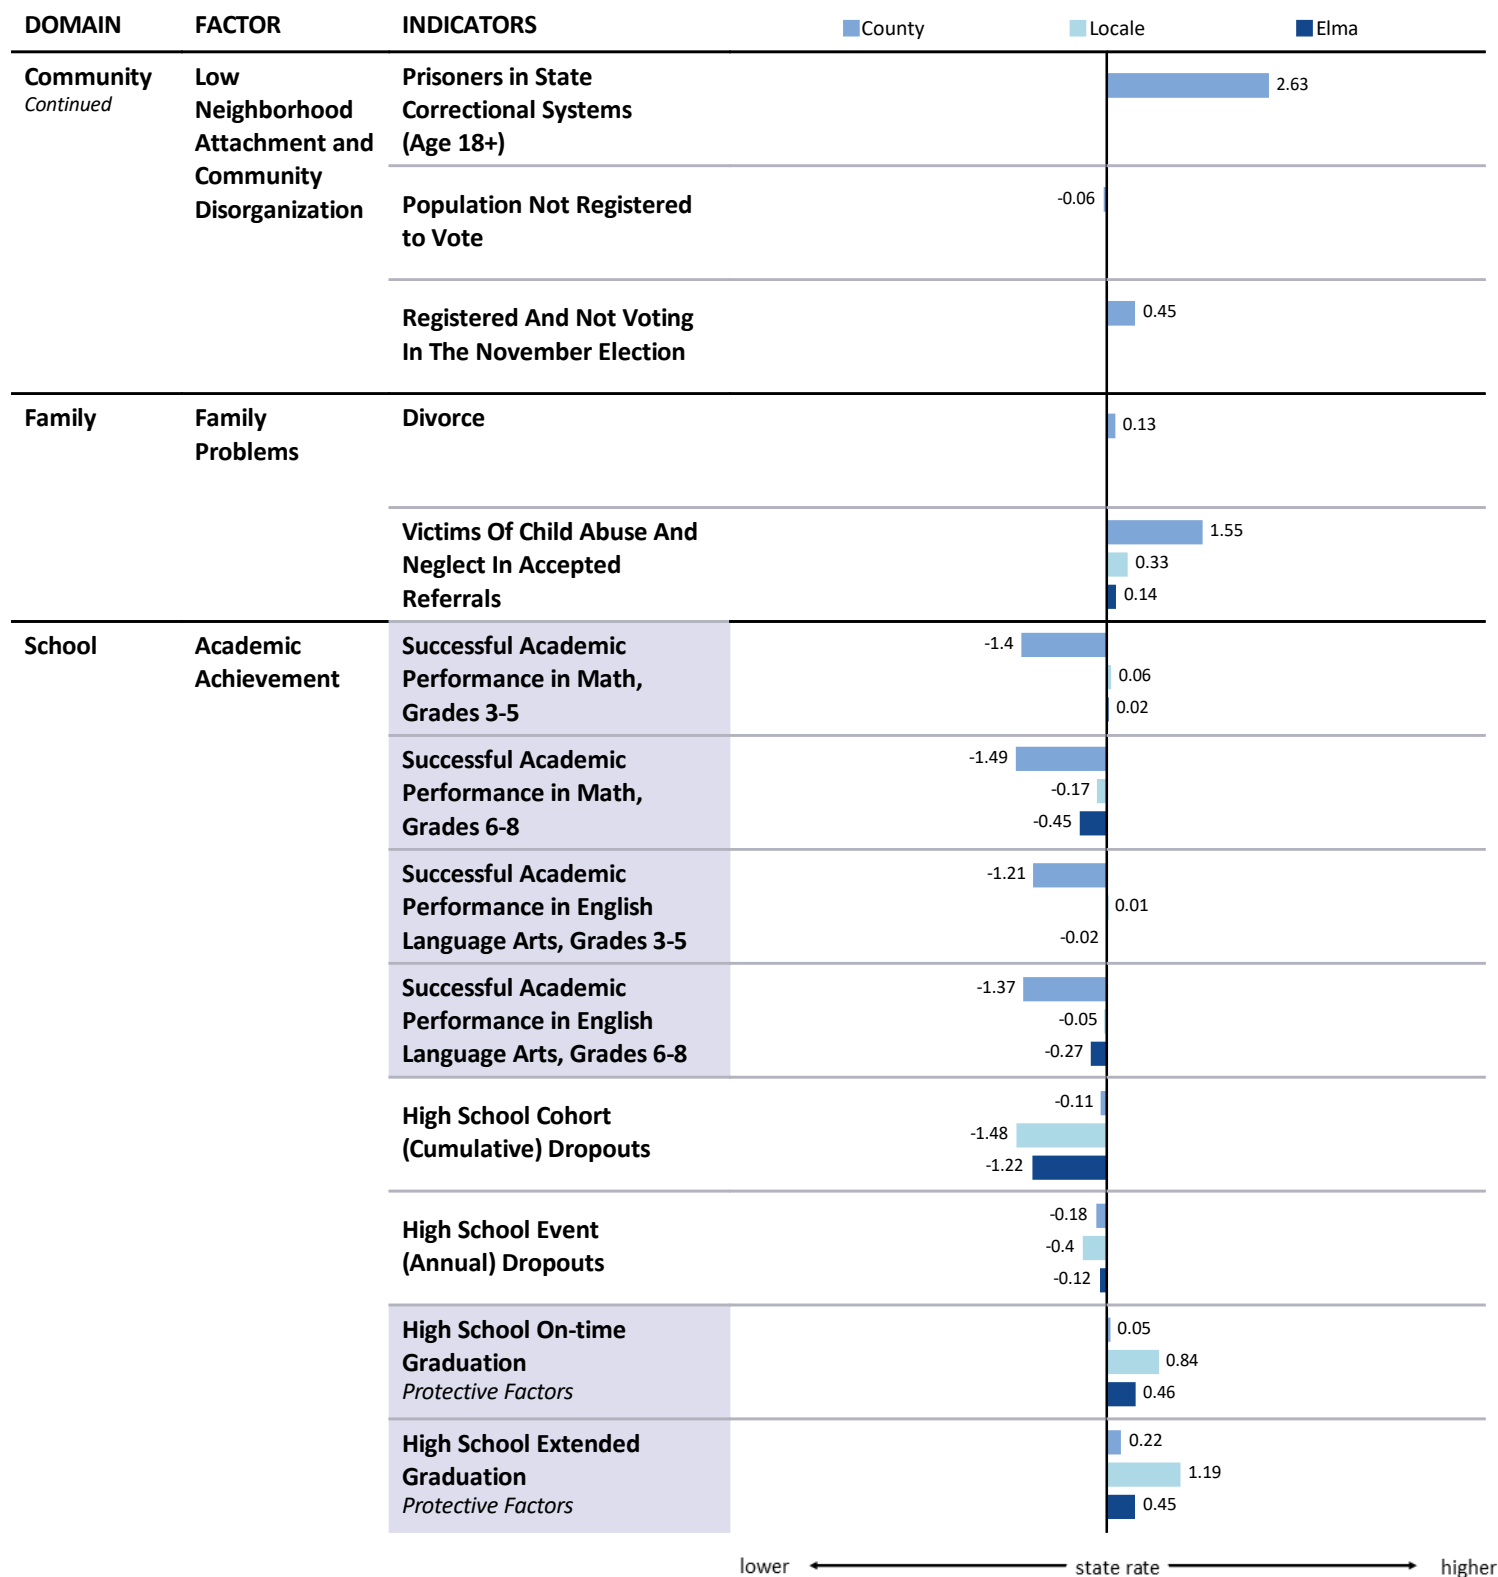 DOMAIN FACTOR INDICATORS County Locale Elma
Community
Continued
Low
Neighborhood
Attachment and
Community
Disorganization
Prisoners in State
Correctional Systems
(Age 18+)
2.63
Population Not Registered
to Vote
-0.06
Registered And Not Voting
In The November Election
0.45
Family
Family
Problems
Divorce
0.13
Victims Of Child Abuse And
Neglect In Accepted
Referrals
1.55
0.33
0.14
School
Academic
Achievement
Successful Academic
Performance in Math,
Grades 3-5
-1.4
0.06
0.02
Successful Academic
Performance in Math,
Grades 6-8
-1.49
-0.17
-0.45
Successful Academic
Performance in English
Language Arts, Grades 3-5
-1.21
0.01
-0.02
Successful Academic
Performance in English
Language Arts, Grades 6-8
-1.37
-0.05
-0.27
High School Cohort
(Cumulative) Dropouts
-0.11
-1.48
-1.22
High School Event
(Annual) Dropouts
-0.18
-0.4
-0.12
High School On-time
Graduation
Protective Factors
0.05
0.84
0.46
High School Extended
Graduation
Protective Factors
0.22
1.19
0.45
lower state rate higher